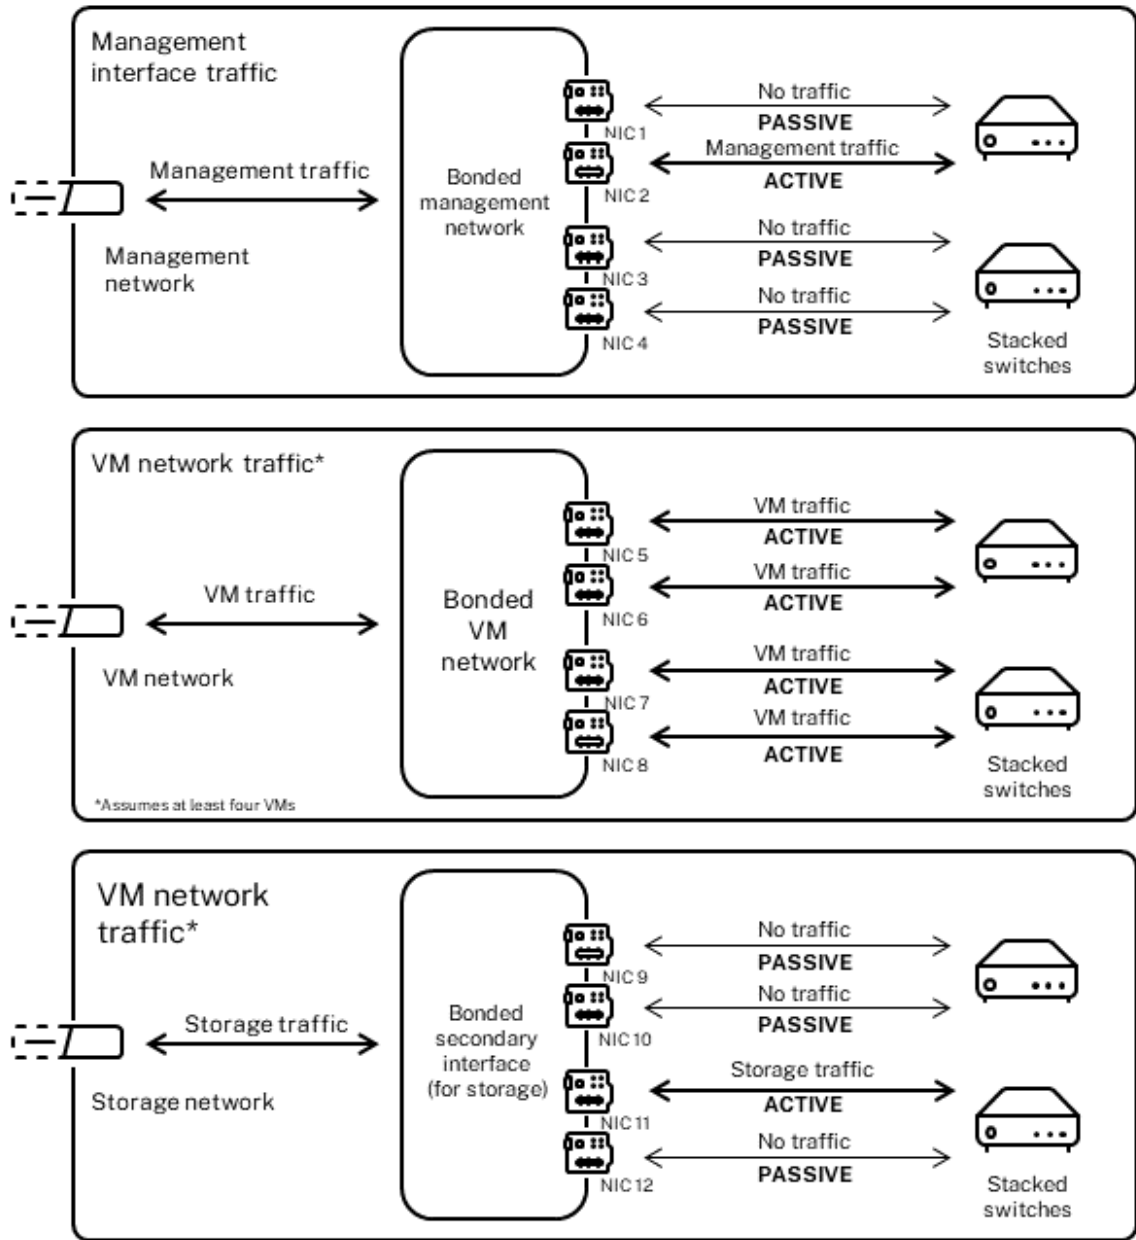 Management
interface traffic
No traffic
PASSIVE
NIC 1
Management traffic
ACTIVE
NIC 2
Management traffic
Bonded
management
network
Management
network
No traffic
PASSIVE
NIC 3
No traffic
PASSIVE
NIC 4
Stacked
switches
VM network traffic*
VM traffic
ACTIVE
NIC 5
VM traffic
ACTIVE
NIC 6
VM traffic
Bonded
VM
network
VM network
VM traffic
ACTIVE
NIC 7
VM traffic
ACTIVE
NIC 8
Stacked
switches
*Assumes at least four VMs
VM network
traffic*
No traffic
PASSIVE
NIC 9
No traffic
PASSIVE
NIC 10
Storage traffic
Bonded
secondary
interface
(for storage)
Storage network
Storage traffic
ACTIVE
NIC 11
No traffic
PASSIVE
NIC 12
Stacked
switches